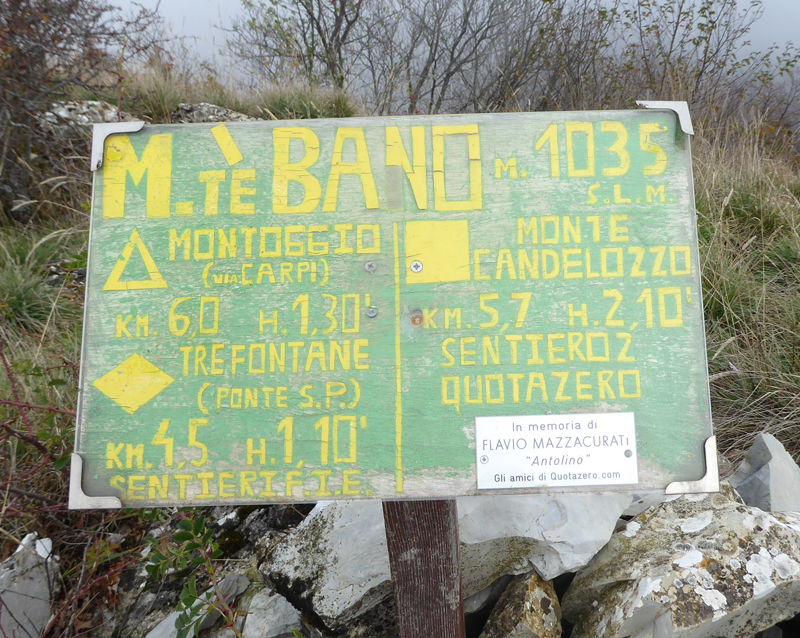 M.TÈ BANO M. 1035
S.L.M.
MONTOGGIO
(VIA CARPI)
KM. 6,0 H. 1,30'
TREFONTANE
(PONTE S.P.)
KM. 4,5 H. 1,10'
SENTIERI F.I.E.
MONTE
CANDELOZZO
KM. 5,7 H. 2,10'
SENTIERO 2
QUOTAZERO
In memoria di
FLAVIO MAZZACURATI
"Antolino"
Gli amici di Quotazero.com